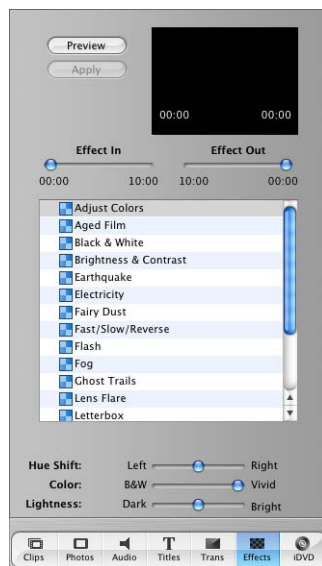 Preview
Apply
00:00 00:00
Effect In Effect Out
00:00 10:00 10:00 00:00
Adjust Colors
Aged Film
Black & White
Brightness & Contrast
Earthquake
Electricity
Fairy Dust
Fast/Slow/Reverse
Flash
Fog
Ghost Trails
Lens Flare
Letterbox
Hue Shift: Left Right
Color: B&W Vivid
Lightness: Dark Bright
T
Clips Photos Audio Titles Trans Effects iDVD